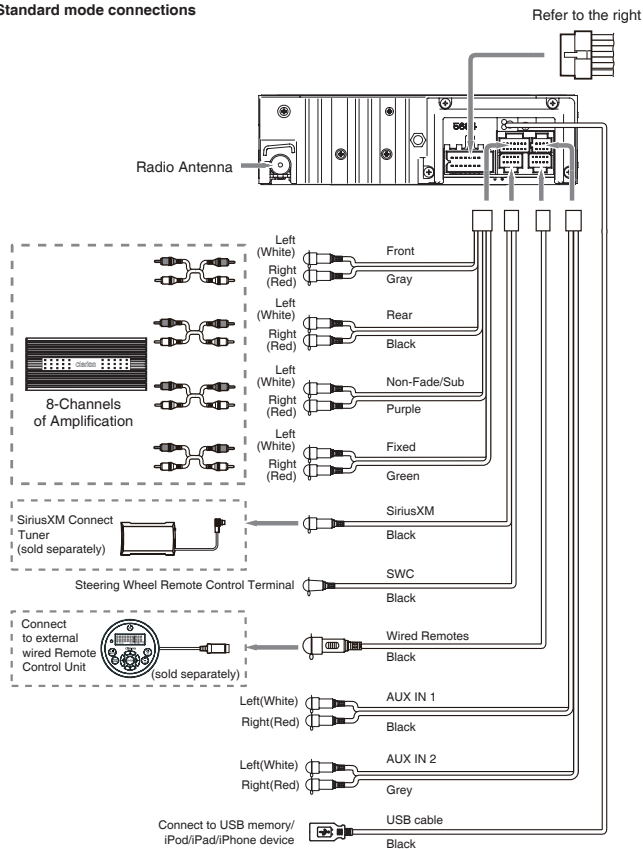 Standard mode connections
Refer to the right
Radio Antenna
Left
(White)
Front
Right
(Red)
Gray
Left
(White)
Rear
Right
(Red)
Black
Left
(White)
Non-Fade/Sub
Right
(Red)
Purple
Left
(White)
Fixed
Right
(Red)
Green
clarion
8-Channels
of Amplification
SiriusXM Connect
Tuner
(sold separately)
SiriusXM
Black
Steering Wheel Remote Control Terminal
SWC
Black
Connect
to external
wired Remote
Control Unit
(sold separately)
Wired Remotes
Black
Left(White)
AUX IN 1
Right(Red)
Black
Left(White)
AUX IN 2
Right(Red)
Grey
Connect to USB memory/
iPod/iPad/iPhone device
USB cable
Black